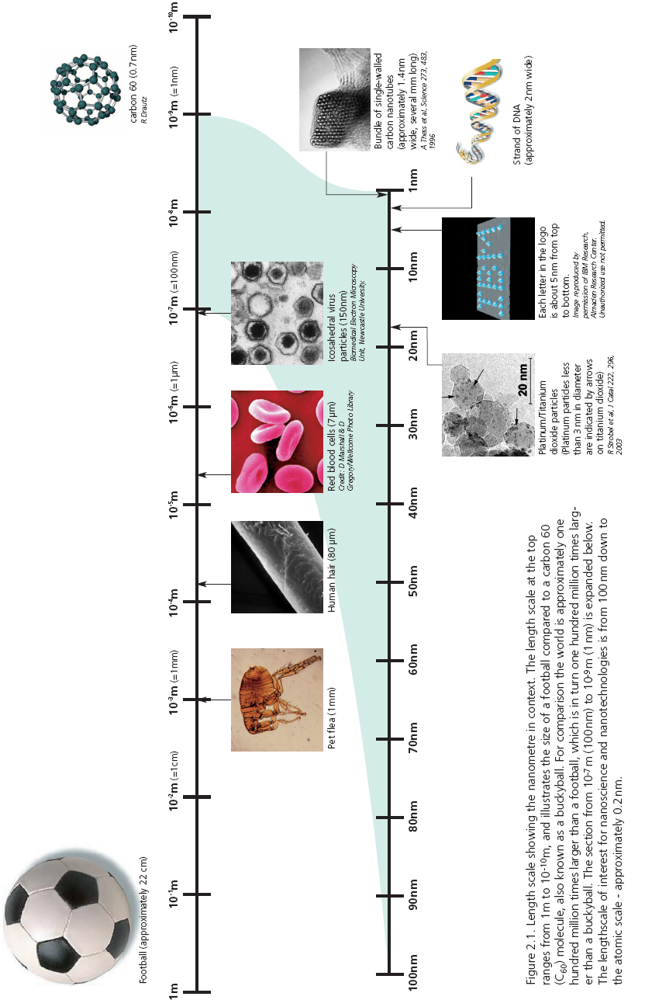 Football (approximately 22 cm)
carbon 60 (0.7 nm)
R.Drautz
1m
10-1m
10-2m (=1cm)
10-3m (=1mm)
10-4m
10-5m
10-6m (=1µm)
10-7m (=100nm)
10-8m
10-9m (=1nm)
10-10m
Pet flea (1mm)
Human hair (80 µm)
Red blood cells (7µm)
Credit : D Marshall & D
Gregory/Wellcome Photo Library
Icosahedral virus
particles (150nm)
Biomedical Electron Microscopy
Unit, Newcastle University.
Bundle of single-walled
carbon nanotubes
(approximately 1.4nm
wide, several mm long)
A Thess et al, Science 273, 483,
1996
100nm
90nm
80nm
70nm
60nm
50nm
40nm
30nm
20nm
10nm
1nm
20 nm
Platinum/Titanium
dioxide particles
(Platinum particles less
than 3 nm in diameter
are indicated by arrows
on titanium dioxide)
R Strobel et al, J Catal 222, 296,
2003
IBM
Each letter in the logo
is about 5nm from top
to bottom.
Image reproduced by
permission of IBM Research,
Almaden Research Center.
Unauthorized use not permitted.
Strand of DNA
(approximately 2nm wide)
Figure 2.1. Length scale showing the nanometre in context. The length scale at the top
ranges from 1m to 10-10m, and illustrates the size of a football compared to a carbon 60
(C60) molecule, also known as a buckyball. For comparison the world is approximately one
hundred million times larger than a football, which is in turn one hundred million times larg-
er than a buckyball. The section from 10-7m (100nm) to 10-9m (1 nm) is expanded below.
The lengthscale of interest for nanoscience and nanotechnologies is from 100nm down to
the atomic scale - approximately 0.2nm.